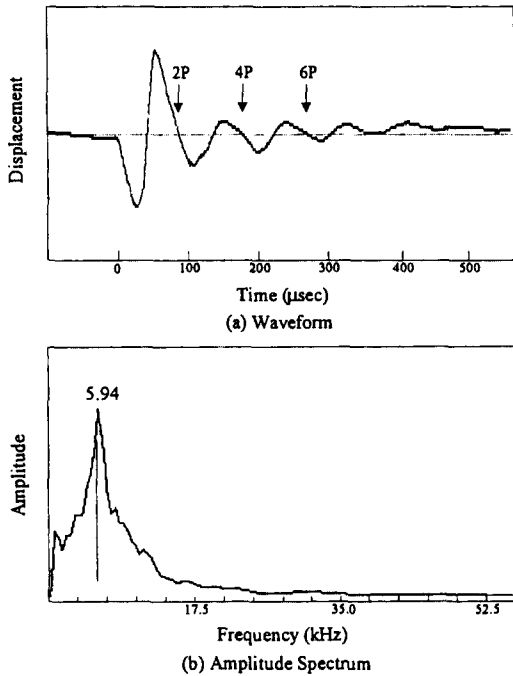 Displacement
2P 4P 6P
0 100 200 300 400 500
Time (μsec)
(a) Waveform
Amplitude
5.94
17.5 35.0 52.5
Frequency (kHz)
(b) Amplitude Spectrum